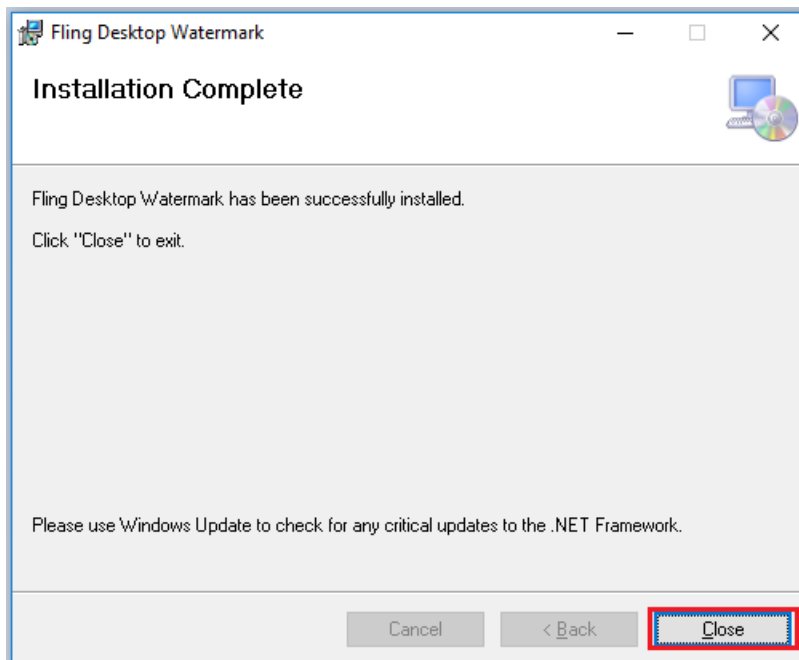 Fling Desktop Watermark
Installation Complete
Fling Desktop Watermark has been successfully installed.
Click "Close" to exit.
Please use Windows Update to check for any critical updates to the .NET Framework.
Cancel
< Back
Close